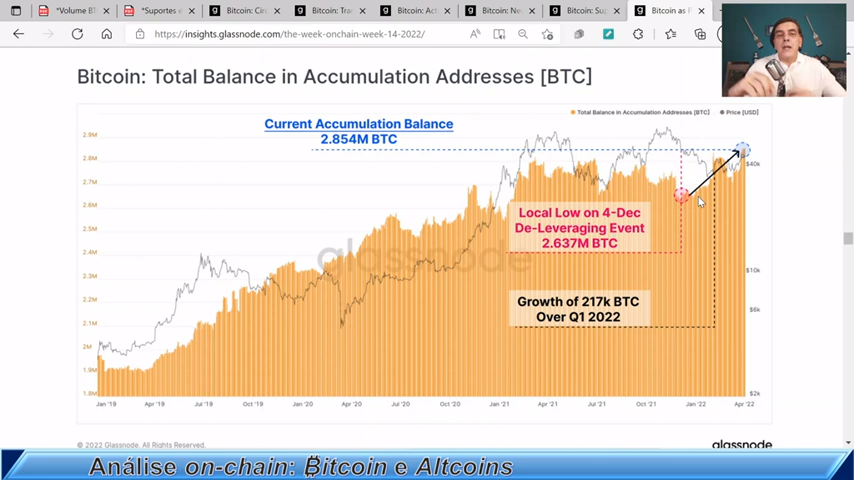 *Volume BT
*Suportes e
Bitcoin: Circ
Bitcoin: Tra
Bitcoin: Act
Bitcoin: Ne
Bitcoin: Su
Bitcoin as P
https://insights.glassnode.com/the-week-onchain-week-14-2022/
Bitcoin: Total Balance in Accumulation Addresses [BTC]
Total Balance in Accumulation Addresses [BTC] Price [USD]
Current Accumulation Balance
2.854M BTC
2.9M
2.8M
2.7M
2.6M
2.5M
2.4M
2.3M
2.2M
2.1M
2M
1.9M
1.8M
$40k
$10k
$6k
$2k
Local Low on 4-Dec
De-Leveraging Event
2.637M BTC
glassnode
Growth of 217k BTC
Over Q1 2022
Jan '19 Apr '19 Jul '19 Oct '19 Jan '20 Apr '20 Jul '20 Oct '20 Jan '21 Apr '21 Jul '21 Oct '21 Jan '22 Apr '22
© 2022 Glassnode. All Rights Reserved.
glassnode
Análise on-chain: ₿itcoin e Altcoins